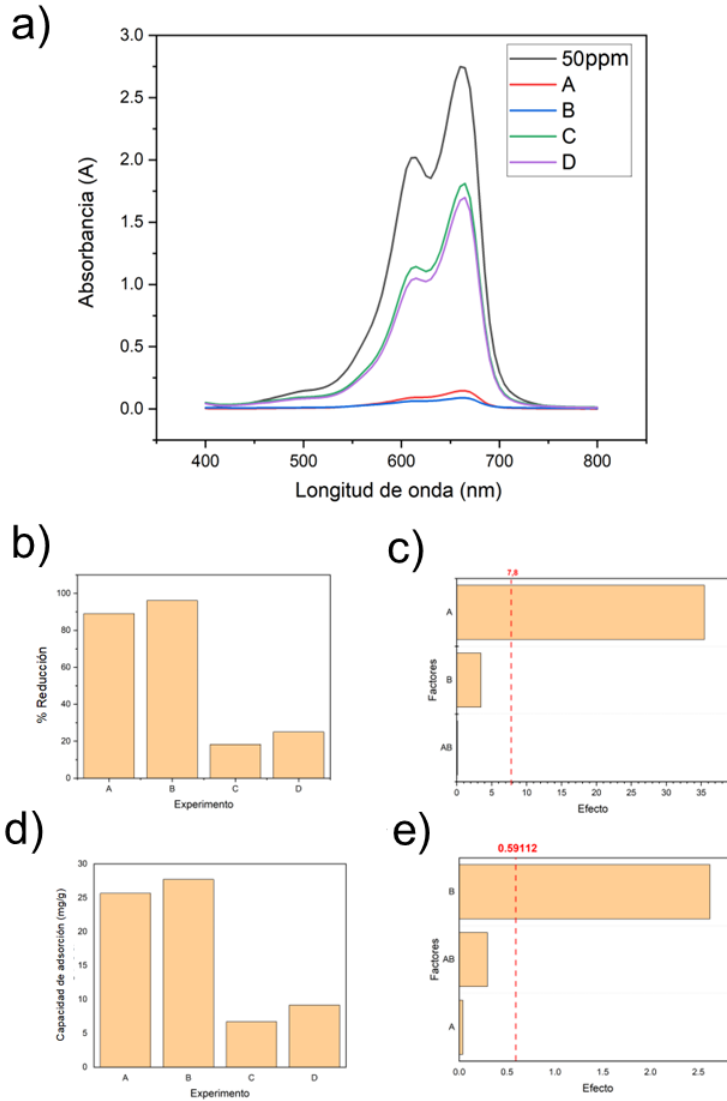 a)
3.0
2.5
2.0
1.5
1.0
0.5
0.0
Absorbancia (A)
400
500
600
700
800
Longitud de onda (nm)
50ppm
A
B
C
D
b)
100
80
60
40
20
0
% Reducción
A
B
C
D
Experimento
c)
7,8
A
B
AB
Factores
0
5
10
15
20
25
30
35
Efecto
d)
30
25
20
15
10
5
0
Capacidad de adsorción (mg/g)
A
B
C
D
Experimento
e)
0.59112
B
AB
A
Factores
0.0
0.5
1.0
1.5
2.0
2.5
Efecto